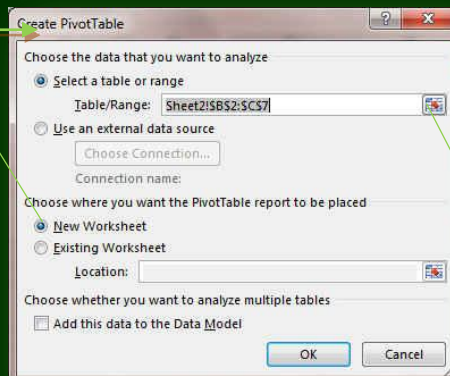 Create PivotTable
Choose the data that you want to analyze
Select a table or range
Table/Range: Sheet2!$B$2:$C$7
Use an external data source
Choose Connection...
Connection name:
Choose where you want the PivotTable report to be placed
New Worksheet
Existing Worksheet
Location:
Choose whether you want to analyze multiple tables
Add this data to the Data Model
OK Cancel